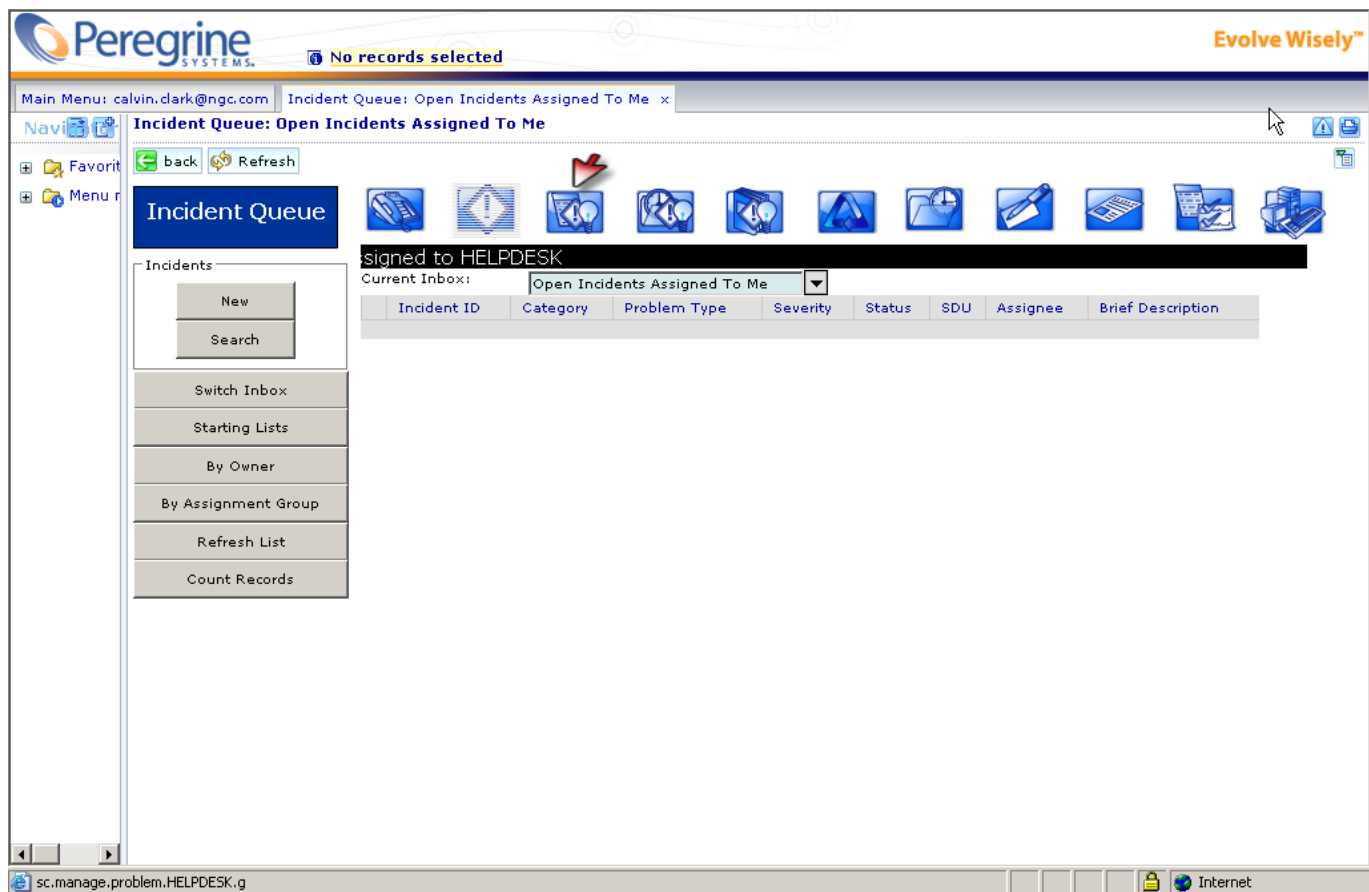 Peregrine
SYSTEMS.
No records selected
Evolve Wisely™
Main Menu: calvin.clark@ngc.com
Incident Queue: Open Incidents Assigned To Me x
Navi
Incident Queue: Open Incidents Assigned To Me
back
Refresh
Favorit
Menu r
Incident Queue
signed to HELPDESK
Incidents
Current Inbox:
Open Incidents Assigned To Me
New
Incident ID
Category
Problem Type
Severity
Status
SDU
Assignee
Brief Description
Search
Switch Inbox
Starting Lists
By Owner
By Assignment Group
Refresh List
Count Records
sc.manage.problem.HELPDESK.g
Internet